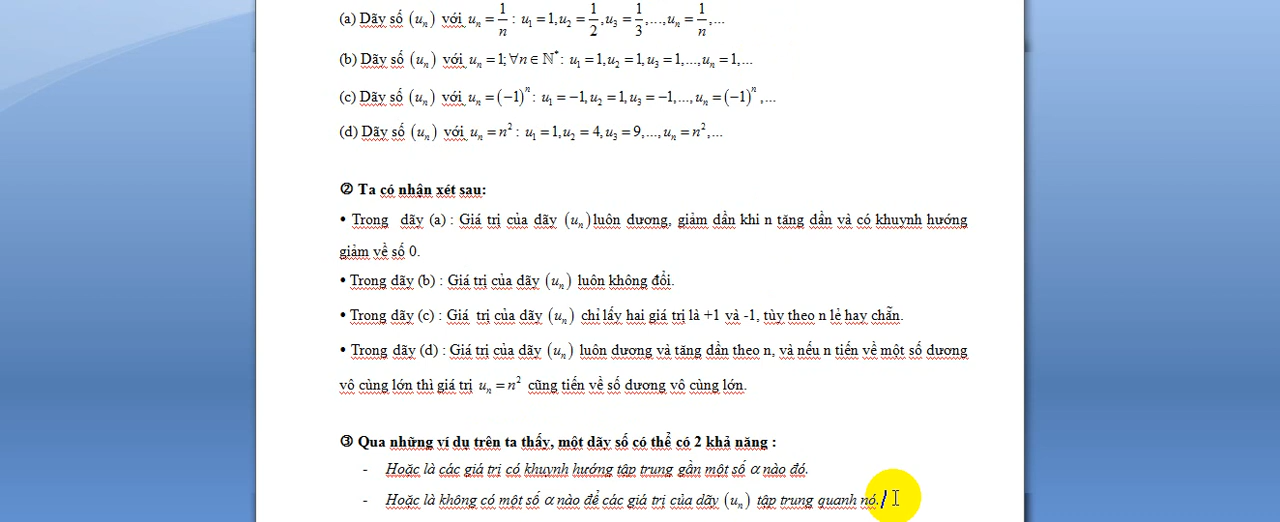 (a) Dãy số (uₙ) với uₙ = 1/n : u₁ = 1, u₂ = 1/2, u₃ = 1/3, ..., uₙ = 1/n, ...
(b) Dãy số (uₙ) với uₙ = 1; ∀n ∈ ℕ* : u₁ = 1, u₂ = 1, u₃ = 1, ..., uₙ = 1, ...
(c) Dãy số (uₙ) với uₙ = (−1)ⁿ : u₁ = −1, u₂ = 1, u₃ = −1, ..., uₙ = (−1)ⁿ, ...
(d) Dãy số (uₙ) với uₙ = n² : u₁ = 1, u₂ = 4, u₃ = 9, ..., uₙ = n², ...
② Ta có nhận xét sau:
• Trong dãy (a) : Giá trị của dãy (uₙ) luôn dương, giảm dần khi n tăng dần và có khuynh hướng
giảm về số 0.
• Trong dãy (b) : Giá trị của dãy (uₙ) luôn không đổi.
• Trong dãy (c) : Giá trị của dãy (uₙ) chỉ lấy hai giá trị là +1 và -1, tùy theo n lẻ hay chẵn.
• Trong dãy (d) : Giá trị của dãy (uₙ) luôn dương và tăng dần theo n, và nếu n tiến về một số dương
vô cùng lớn thì giá trị uₙ = n² cũng tiến về số dương vô cùng lớn.
③ Qua những ví dụ trên ta thấy, một dãy số có thể có 2 khả năng :
- Hoặc là các giá trị có khuynh hướng tập trung gần một số α nào đó.
- Hoặc là không có một số α nào để các giá trị của dãy (uₙ) tập trung quanh nó.